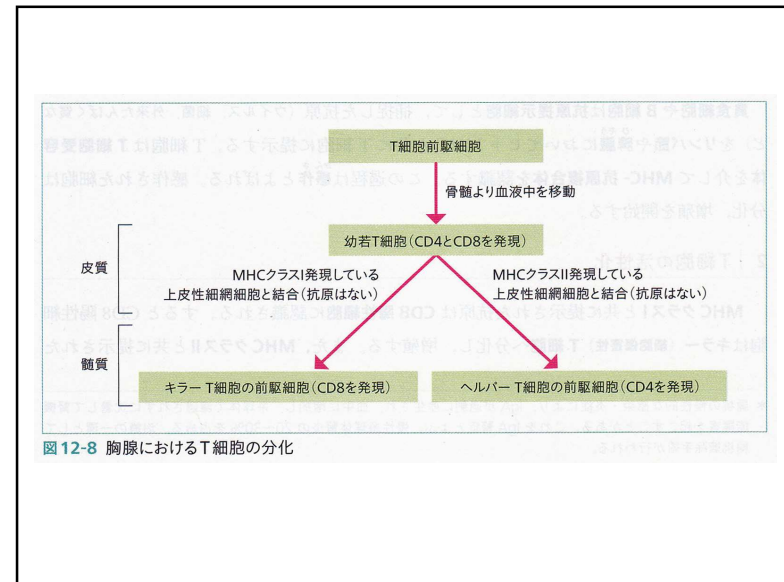 T細胞前駆細胞
骨髄より血液中を移動
幼若T細胞（CD4とCD8を発現）
皮質
MHCクラスI発現している
上皮性細網細胞と結合（抗原はない）
MHCクラスII発現している
上皮性細網細胞と結合（抗原はない）
髄質
キラーT細胞の前駆細胞（CD8を発現）
ヘルパーT細胞の前駆細胞（CD4を発現）
図12-8 胸腺におけるT細胞の分化